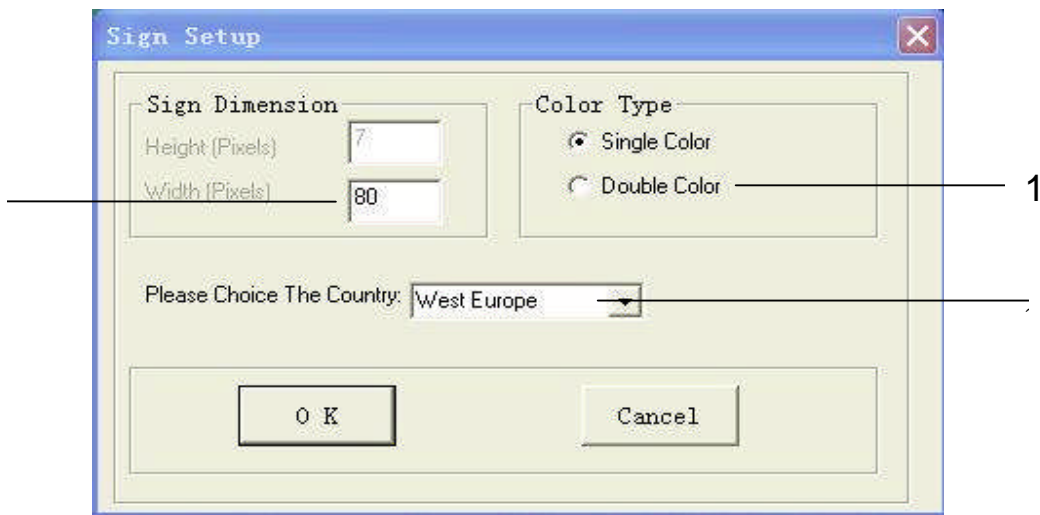 Sign Setup
Sign Dimension
Height (Pixels)
7
Width (Pixels)
80
Color Type
Single Color
Double Color
1
Please Choice The Country:
West Europe
O K
Cancel